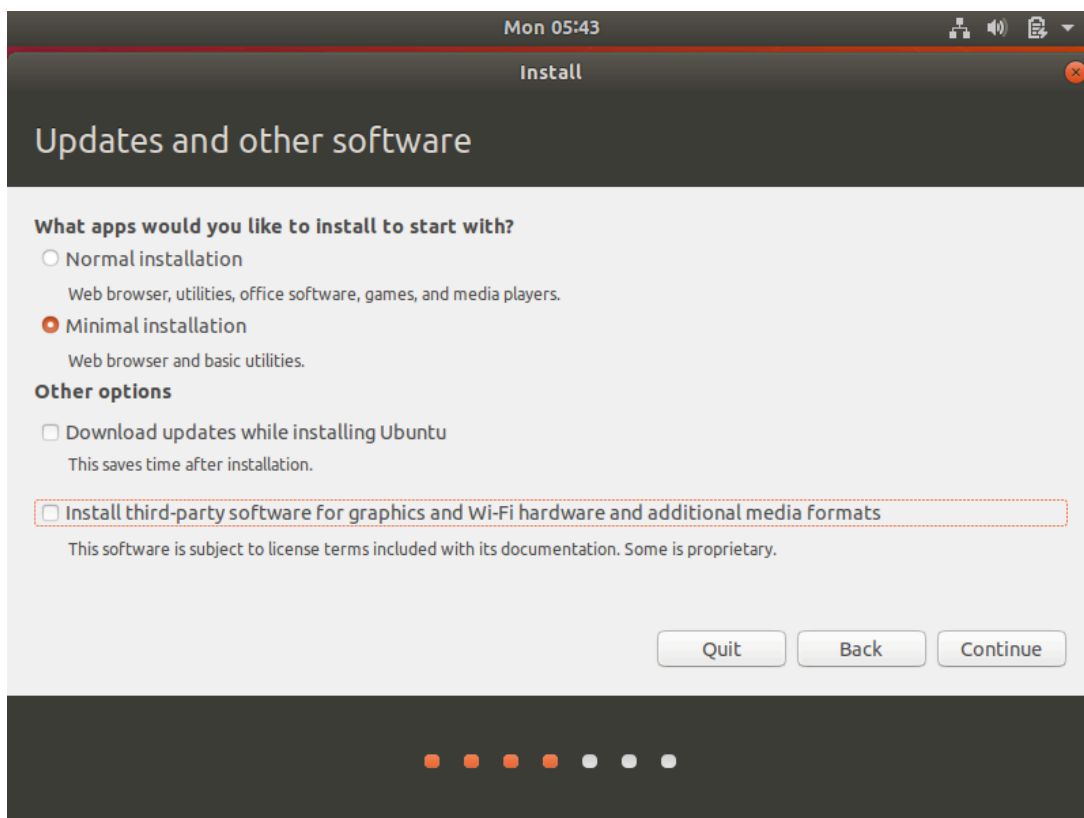 Mon 05:43
Install
Updates and other software
What apps would you like to install to start with?
Normal installation
Web browser, utilities, office software, games, and media players.
Minimal installation
Web browser and basic utilities.
Other options
Download updates while installing Ubuntu
This saves time after installation.
Install third-party software for graphics and Wi-Fi hardware and additional media formats
This software is subject to license terms included with its documentation. Some is proprietary.
Quit Back Continue